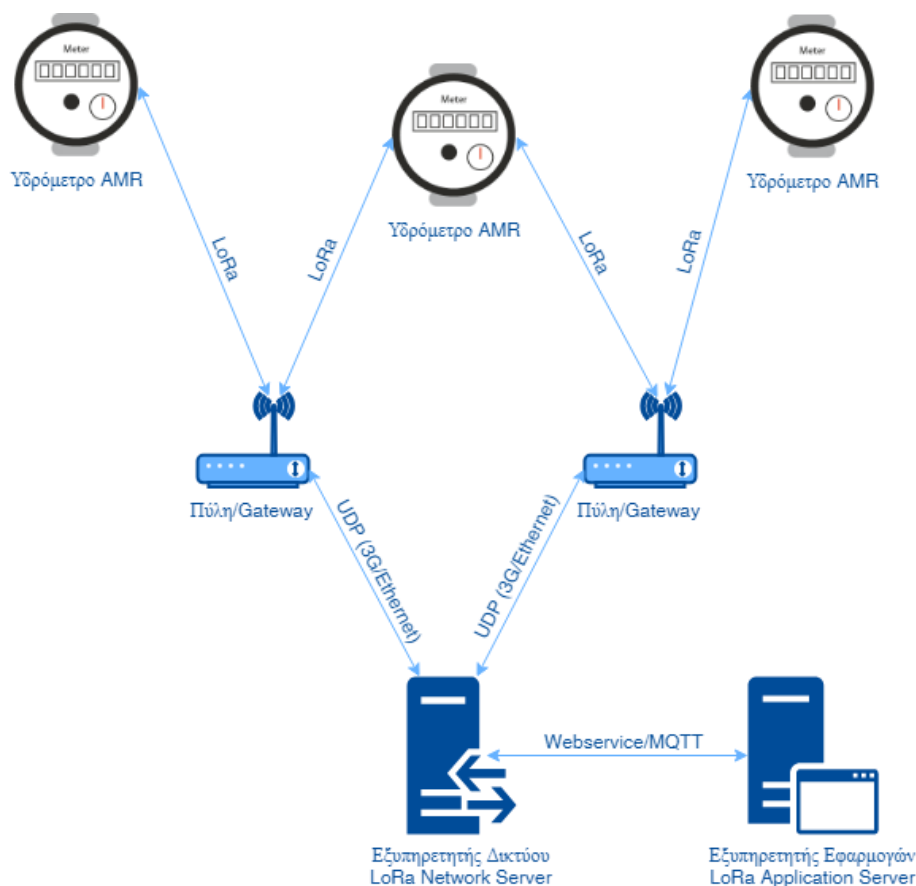 Meter
Meter
Meter
Υδρόμετρο AMR
Υδρόμετρο AMR
Υδρόμετρο AMR
LoRa
LoRa
LoRa
LoRa
Πύλη/Gateway
Πύλη/Gateway
UDP (3G/Ethernet)
UDP (3G/Ethernet)
Webservice/MQTT
Εξυπηρετητής Δικτύου
LoRa Network Server
Εξυπηρετητής Εφαρμογών
LoRa Application Server